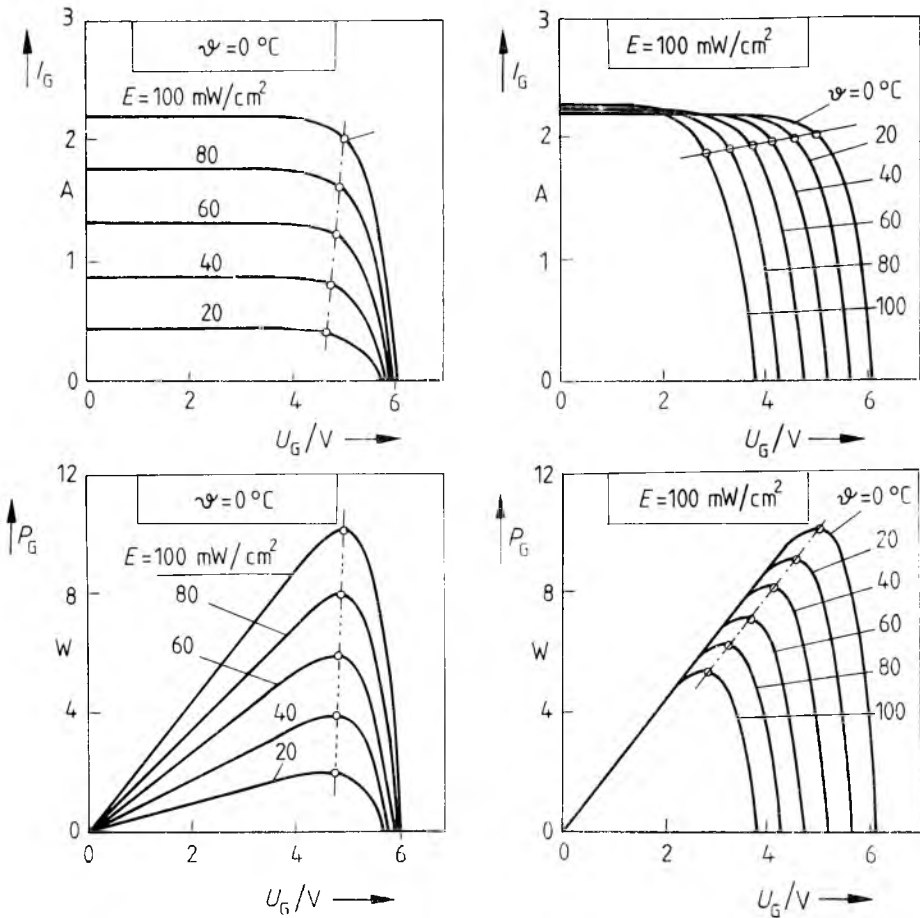 3
ϑ=0 °C
I_G
E=100 mW/cm²
2
80
A
60
1
40
20
0
0 2 4 6
U_G/V
3
E=100 mW/cm²
I_G
ϑ=0 °C
2
20
A
40
60
1
80
100
0
0 2 4 6
U_G/V
12
ϑ=0 °C
P_G
E=100 mW/cm²
8
80
W
60
4
40
20
0
0 2 4 6
U_G/V
12
E=100 mW/cm²
ϑ=0 °C
P_G
20
8
40
W
60
80
4
100
0
0 2 4 6
U_G/V